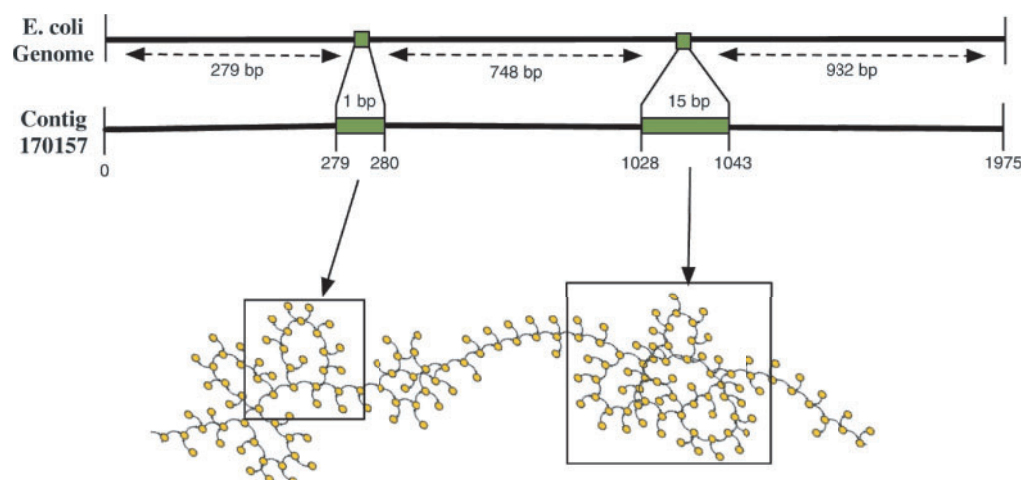 E. coli
Genome
279 bp
748 bp
932 bp
1 bp
15 bp
Contig
170157
0
279
280
1028
1043
1975